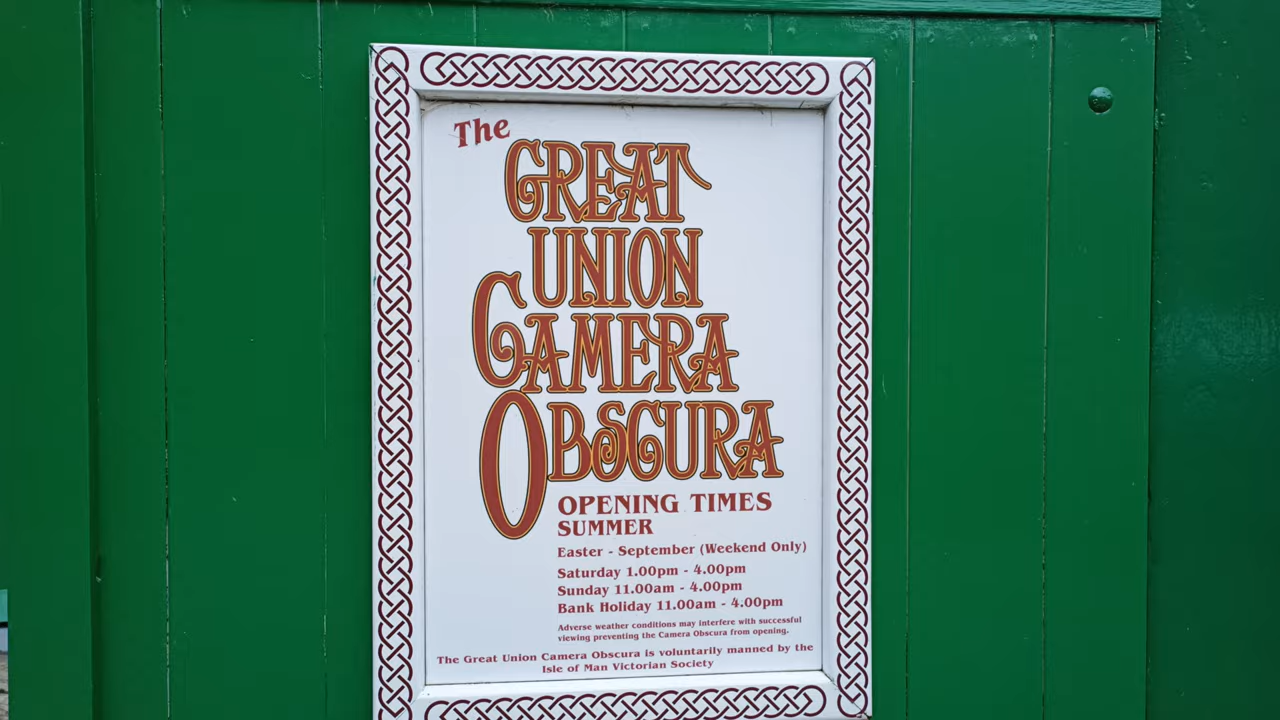 The
GREAT
UNION
CAMERA
OBSCURA
OPENING TIMES
SUMMER
Easter - September (Weekend Only)
Saturday 1.00pm - 4.00pm
Sunday 11.00am - 4.00pm
Bank Holiday 11.00am - 4.00pm
Adverse weather conditions may interfere with successful
viewing preventing the Camera Obscura from opening.
The Great Union Camera Obscura is voluntarily manned by the
Isle of Man Victorian Society